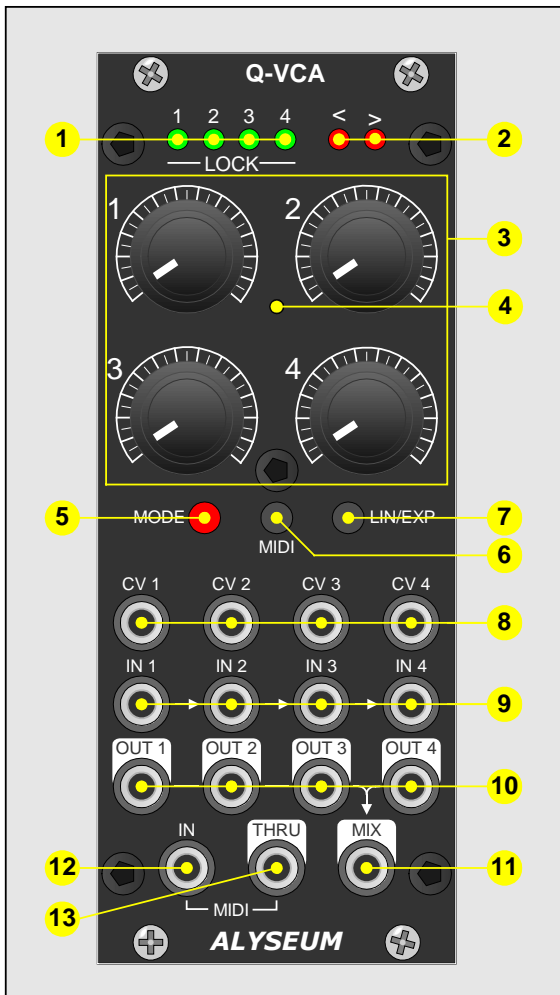 Q-VCA
1 2 3 4 < >
1 2
LOCK
1 2 3
4
3 4
5 MODE LIN/EXP 7
MIDI 6
CV 1 CV 2 CV 3 CV 4
8
IN 1 IN 2 IN 3 IN 4
9
OUT 1 OUT 2 OUT 3 OUT 4
10
IN THRU MIX
12 11
13 MIDI
ALYSEUM